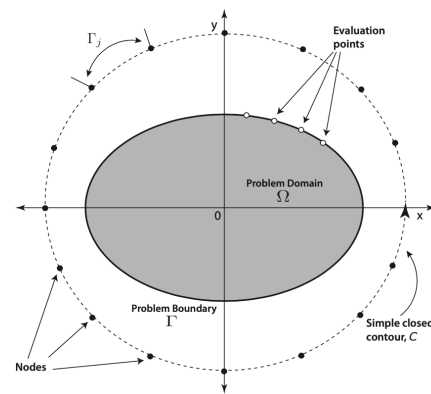 y
Γj
Evaluation
points
Problem Domain
Ω
0
x
Problem Boundary
Γ
Simple closed
contour, C
Nodes